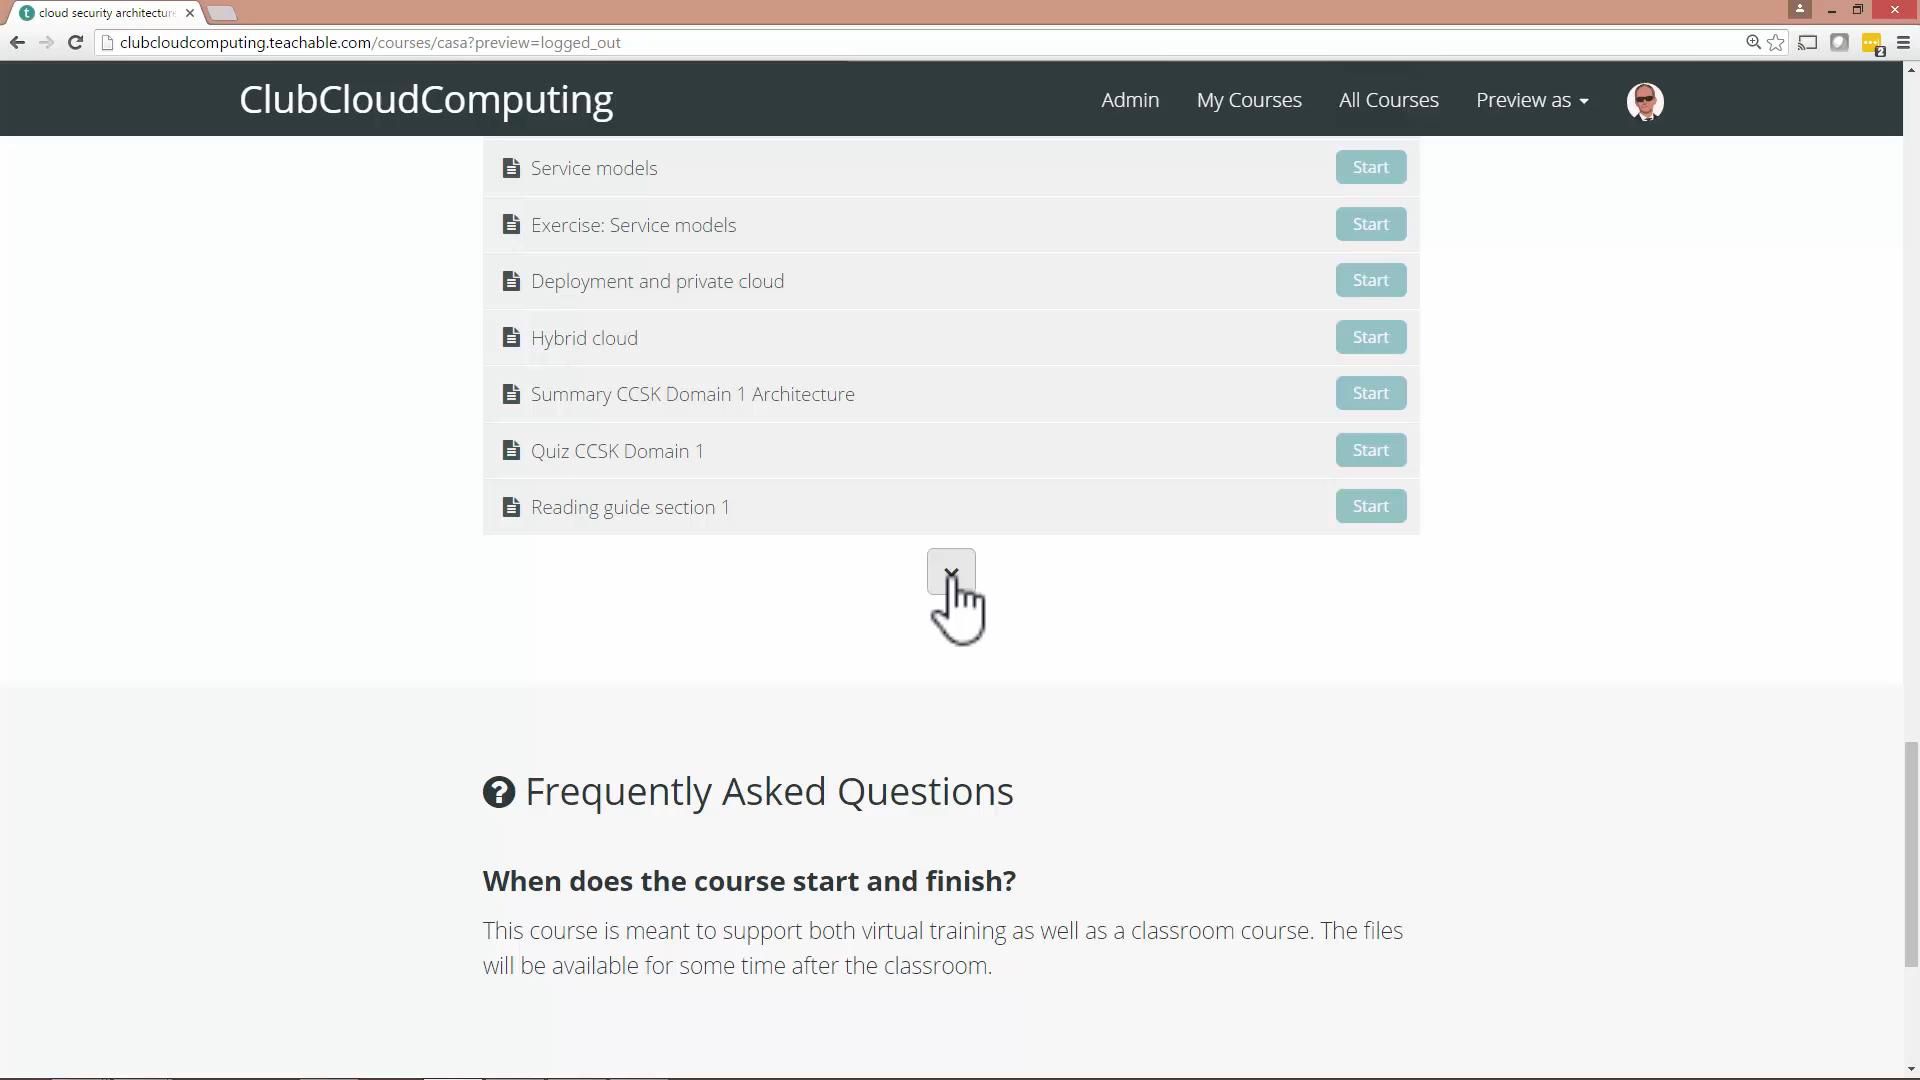 cloud security architecture
clubcloudcomputing.teachable.com/courses/casa?preview=logged_out
2
ClubCloudComputing
Admin
My Courses
All Courses
Preview as
Service models
Start
Exercise: Service models
Start
Deployment and private cloud
Start
Hybrid cloud
Start
Summary CCSK Domain 1 Architecture
Start
Quiz CCSK Domain 1
Start
Reading guide section 1
Start
Frequently Asked Questions
When does the course start and finish?
This course is meant to support both virtual training as well as a classroom course. The files
will be available for some time after the classroom.